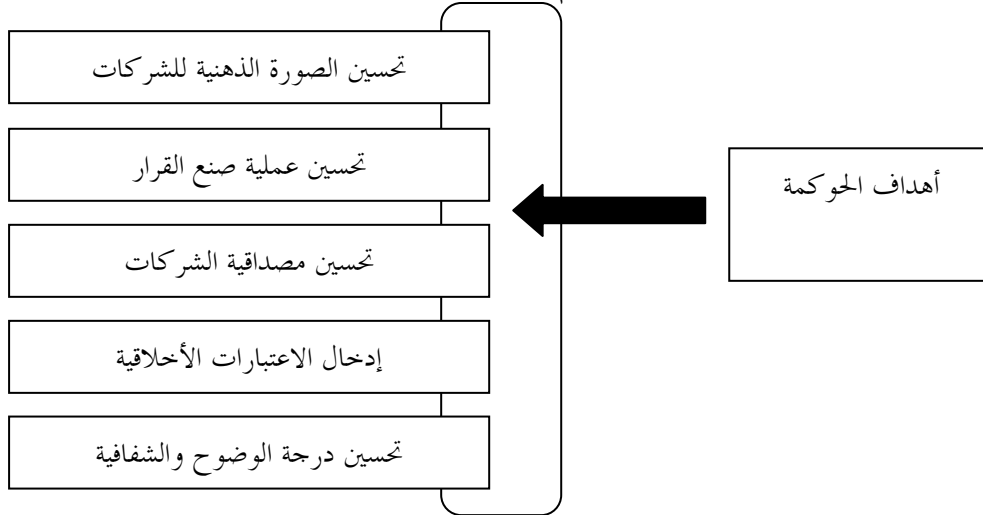 أهداف الحوكمة
تحسين الصورة الذهنية للشركات
تحسين عملية صنع القرار
تحسين مصداقية الشركات
إدخال الاعتبارات الأخلاقية
تحسين درجة الوضوح والشفافية